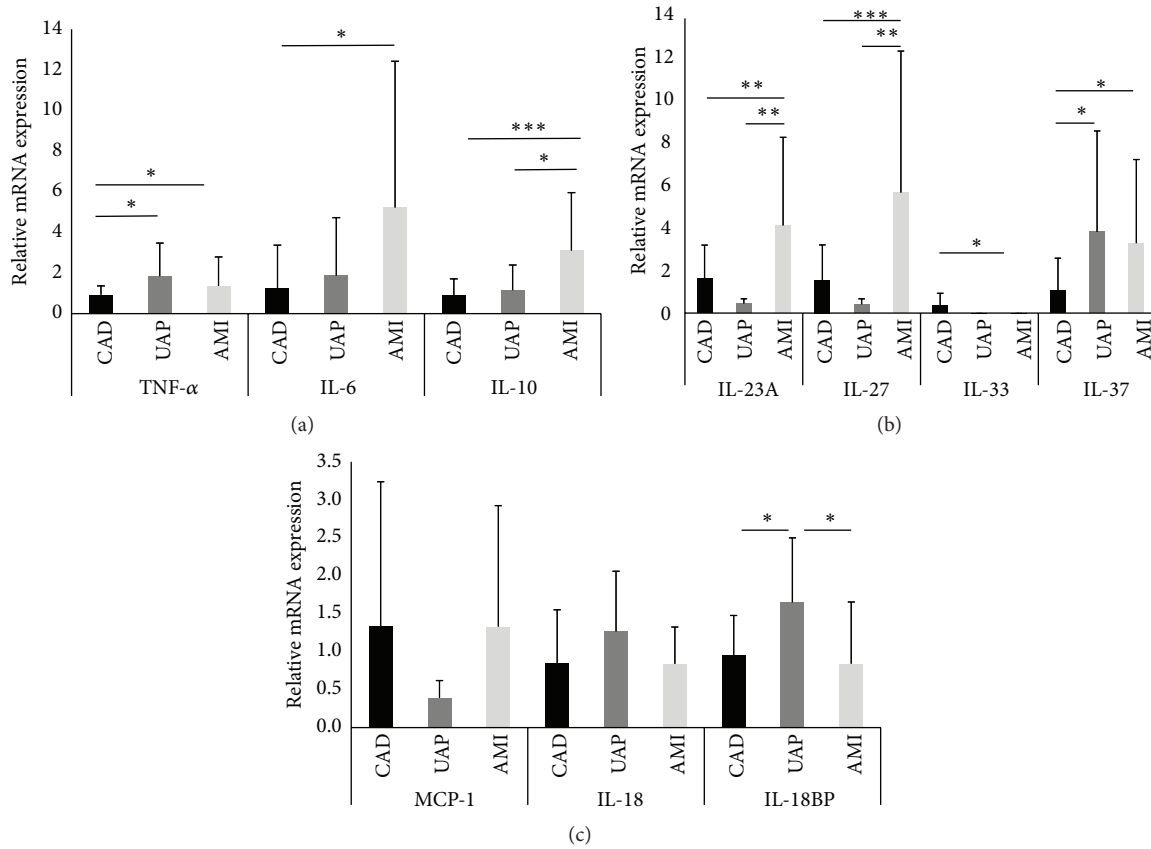 14
12
10
8
6
4
2
0
Relative mRNA expression
*
*
*
***
*
CAD
UAP
AMI
CAD
UAP
AMI
CAD
UAP
AMI
TNF-α
IL-6
IL-10
(a)
14
12
10
8
6
4
2
0
Relative mRNA expression
**
**
***
**
*
*
*
CAD
UAP
AMI
CAD
UAP
AMI
CAD
UAP
AMI
CAD
UAP
AMI
IL-23A
IL-27
IL-33
IL-37
(b)
3.5
3.0
2.5
2.0
1.5
1.0
0.5
0.0
Relative mRNA expression
*
*
CAD
UAP
AMI
CAD
UAP
AMI
CAD
UAP
AMI
MCP-1
IL-18
IL-18BP
(c)